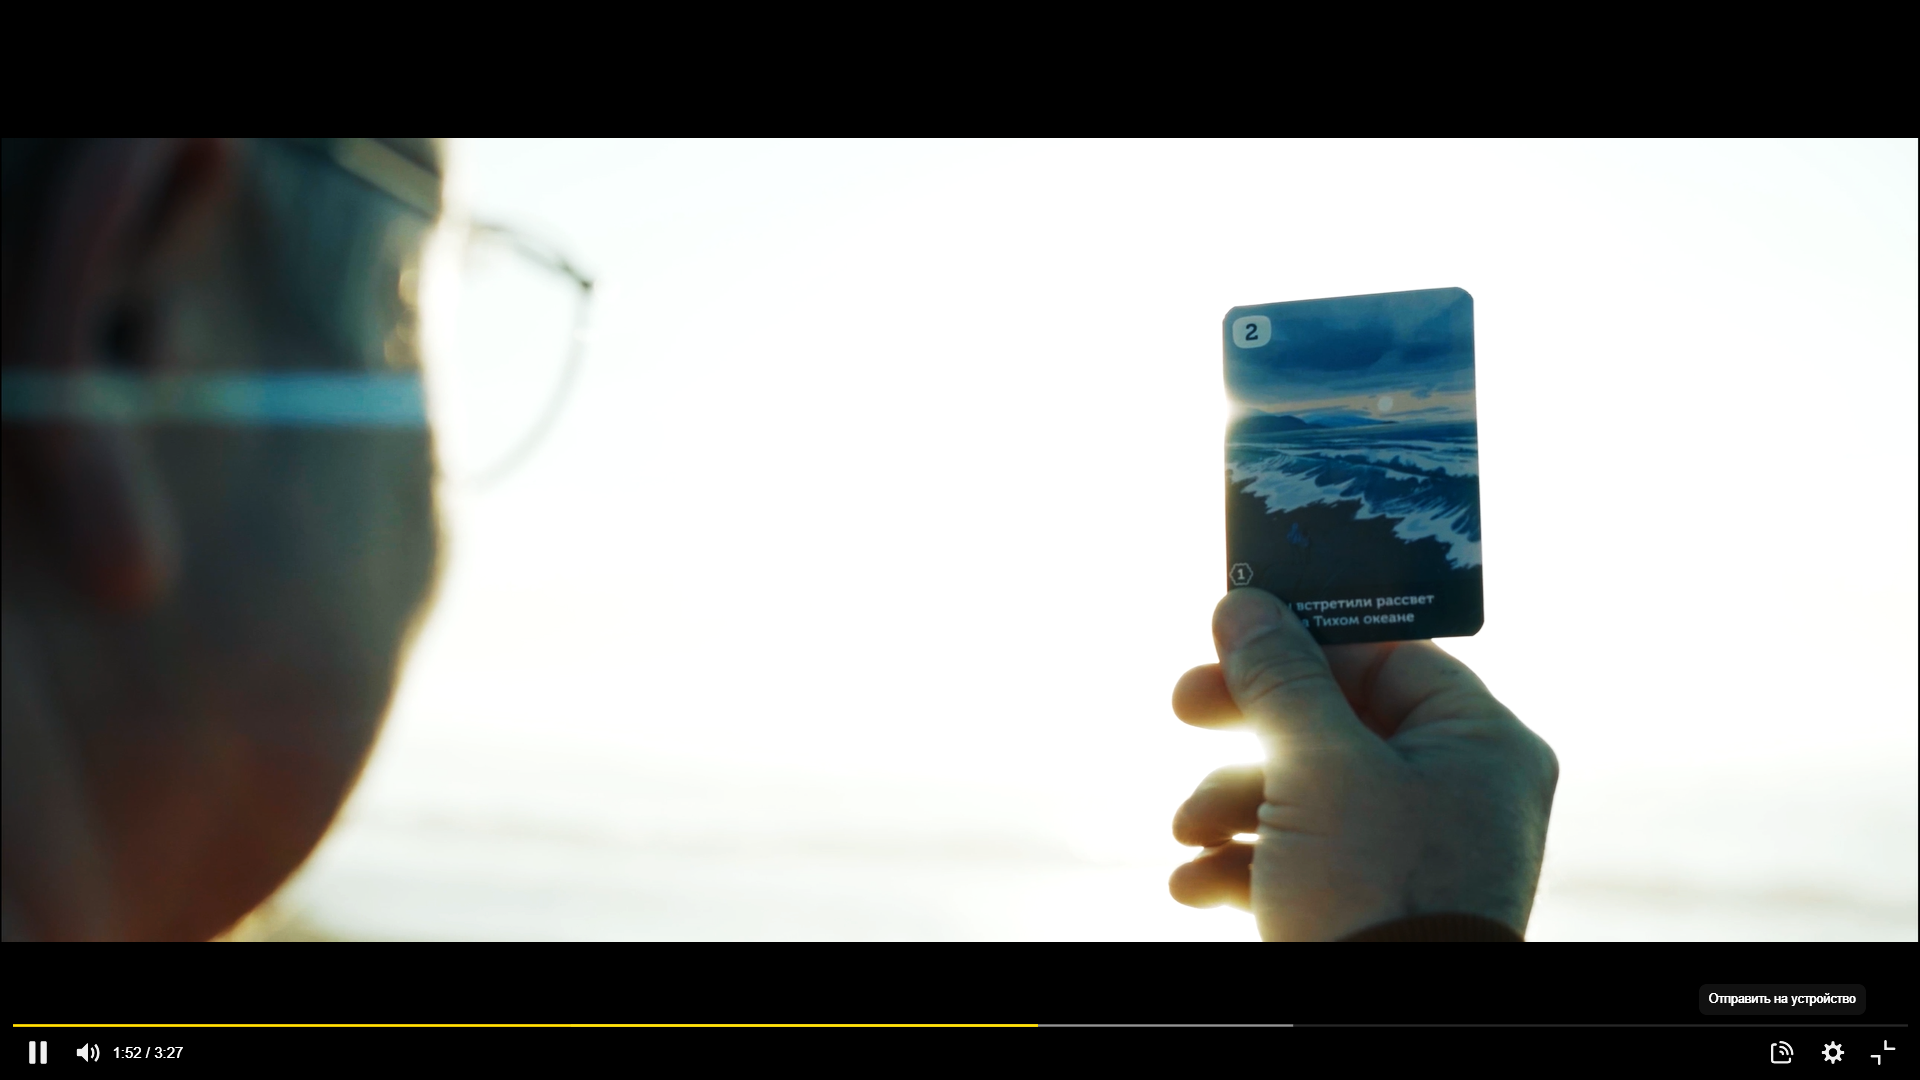 2
1
встретили рассвет
Тихом океане
Отправить на устройство
1:52 / 3:27